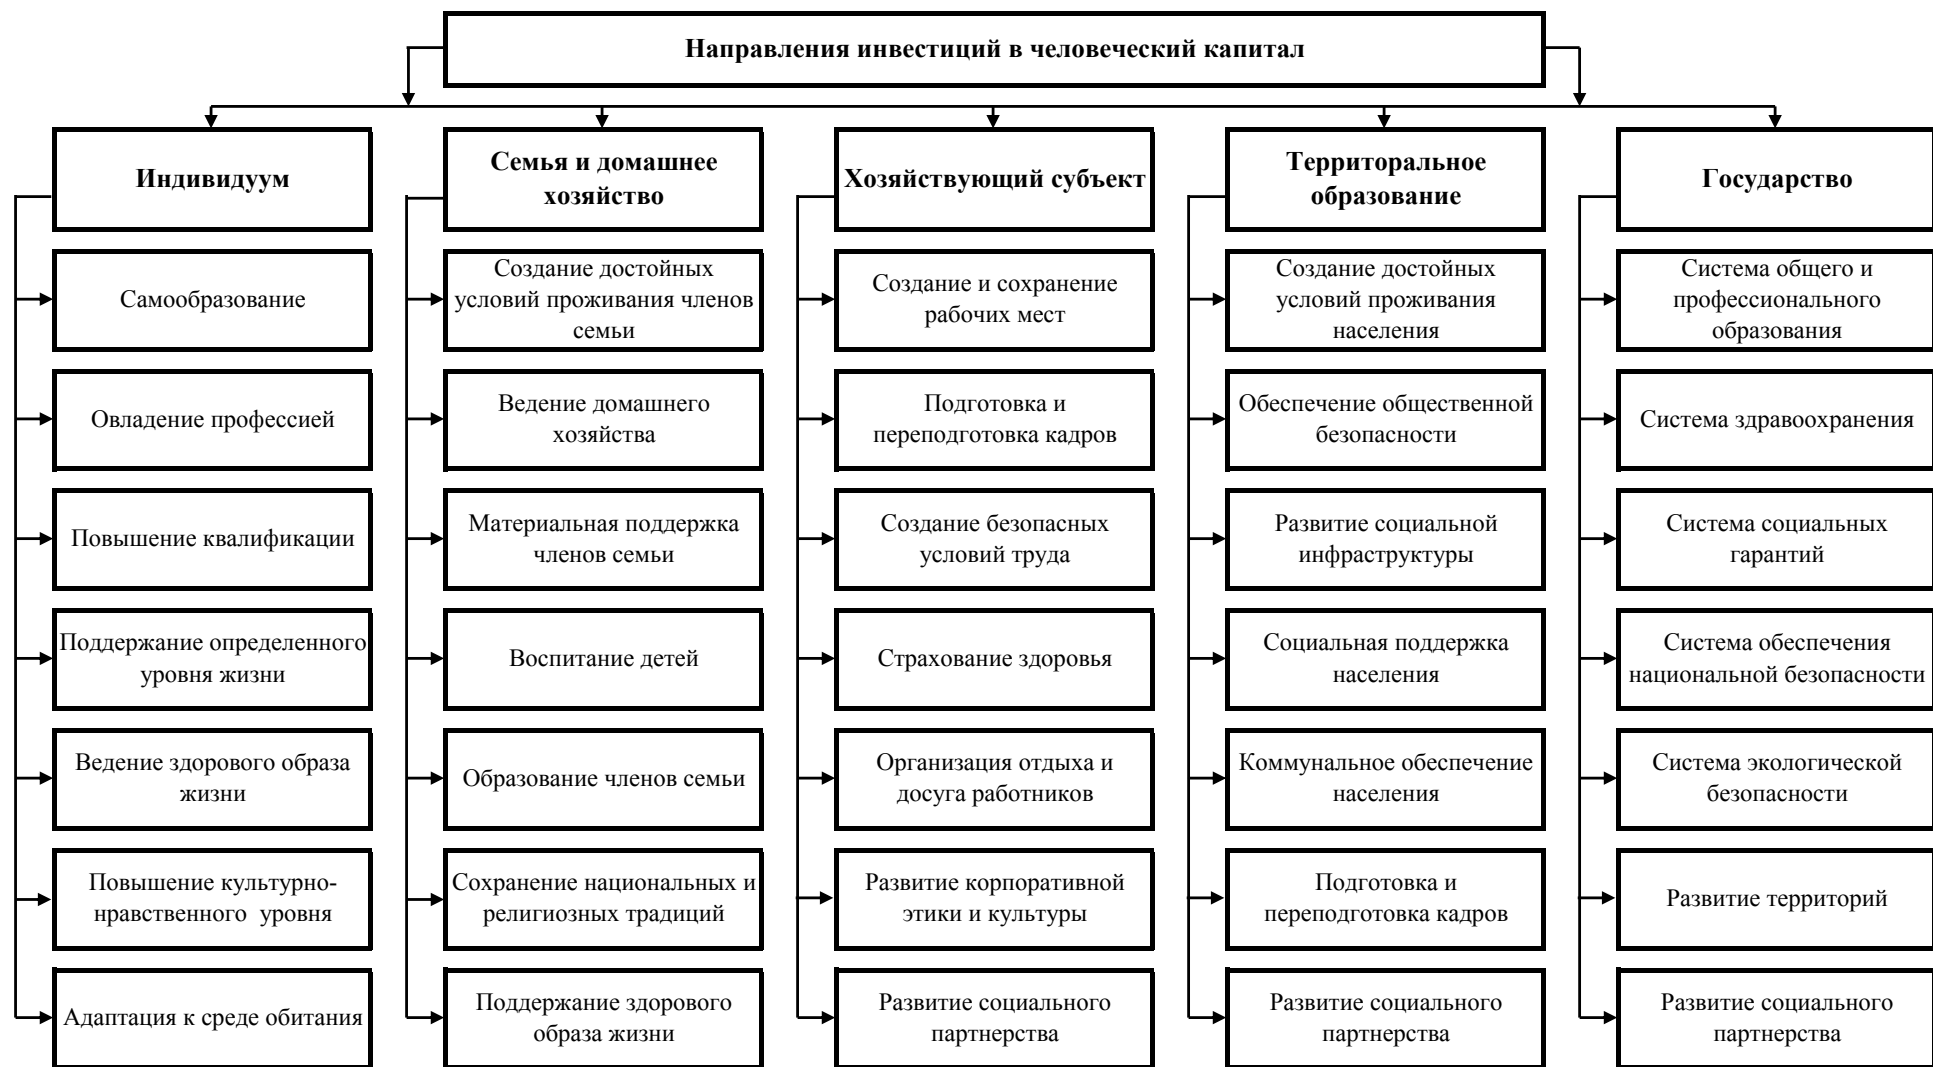 Направления инвестиций в человеческий капитал
Индивидуум
Семья и домашнее
хозяйство
Хозяйствующий субъект
Территоральное
образование
Государство
Самообразование
Создание достойных
условий проживания членов
семьи
Создание и сохранение
рабочих мест
Создание достойных
условий проживания
населения
Система общего и
профессионального
образования
Овладение профессией
Ведение домашнего
хозяйства
Подготовка и
переподготовка кадров
Обеспечение общественной
безопасности
Система здравоохранения
Повышение квалификации
Материальная поддержка
членов семьи
Создание безопасных
условий труда
Развитие социальной
инфраструктуры
Система социальных
гарантий
Поддержание определенного
уровня жизни
Воспитание детей
Страхование здоровья
Социальная поддержка
населения
Система обеспечения
национальной безопасности
Ведение здорового образа
жизни
Образование членов семьи
Организация отдыха и
досуга работников
Коммунальное обеспечение
населения
Система экологической
безопасности
Повышение культурно-
нравственного  уровня
Сохранение национальных и
религиозных традиций
Развитие корпоративной
этики и культуры
Подготовка и
переподготовка кадров
Развитие территорий
Адаптация к среде обитания
Поддержание здорового
образа жизни
Развитие социального
партнерства
Развитие социального
партнерства
Развитие социального
партнерства